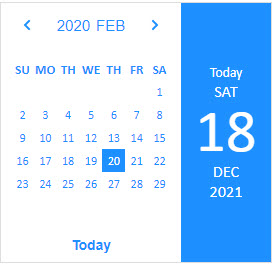 < 2020 FEB >
SU MO TH WE TH FR SA
1
2 3 4 5 6 7 8
9 10 11 12 13 14 15
16 17 18 19 20 21 22
23 24 25 26 27 28 29
Today
Today
SAT
18
DEC
2021